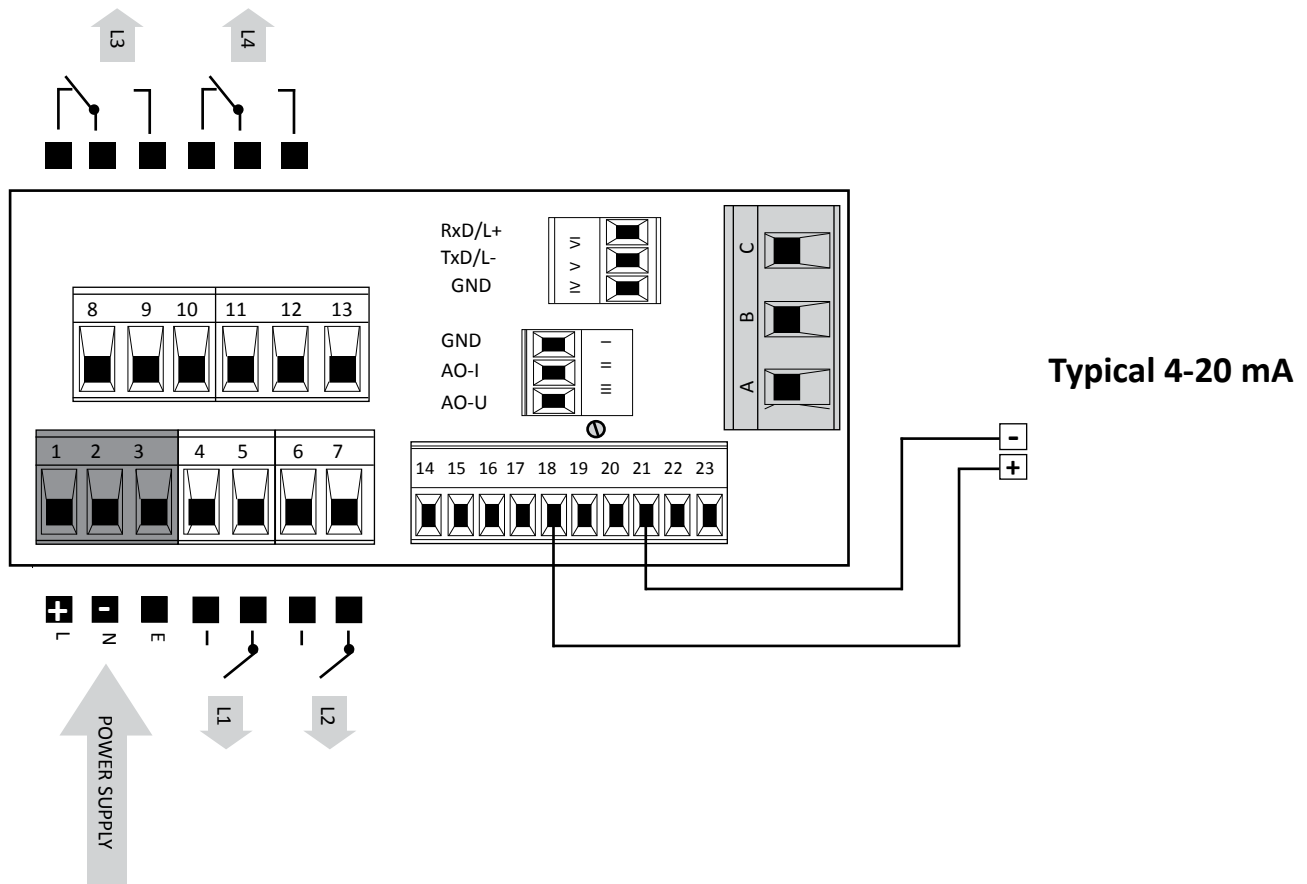 L3
L4
RxD/L+
TxD/L-
GND
VI
V
IV
C
B
A
8 9 10 11 12 13
GND
AO-I
AO-U
I
II
III
Typical 4-20 mA
-
+
1 2 3 4 5 6 7
14 15 16 17 18 19 20 21 22 23
+ -
L N E
L1
L2
POWER SUPPLY